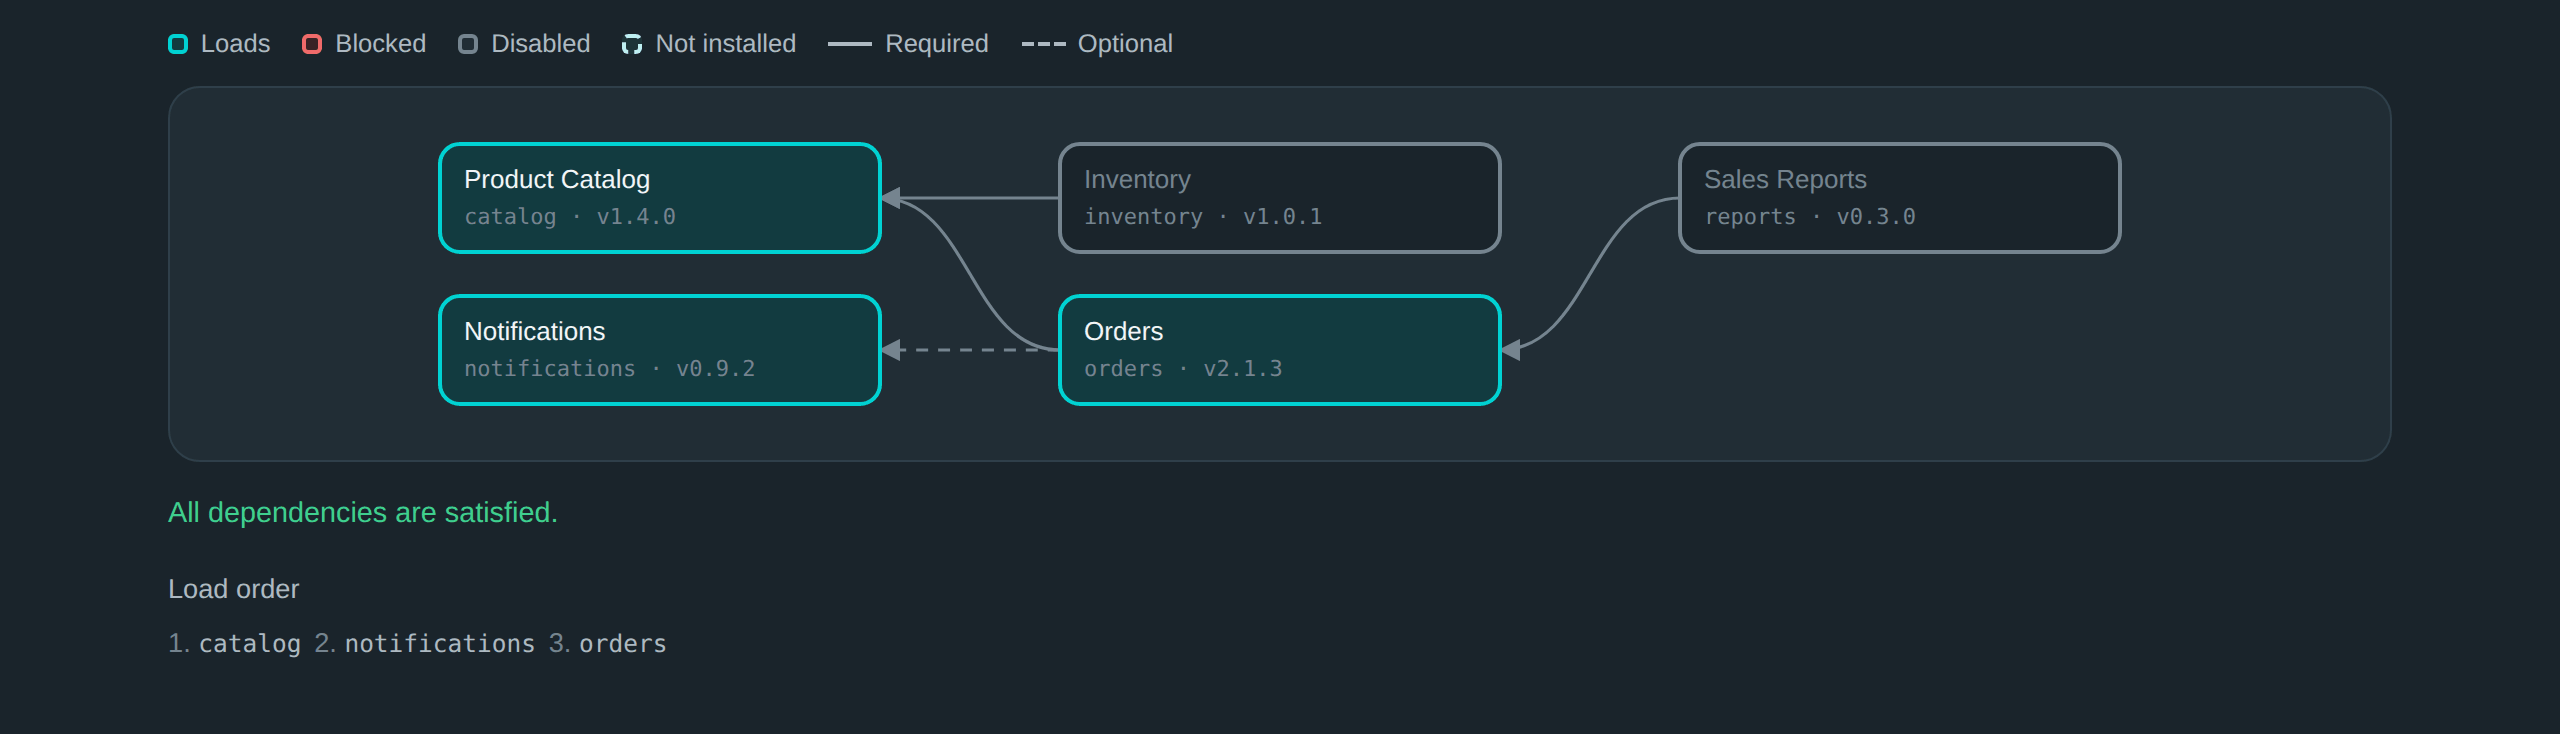 Loads Blocked Disabled Not installed Required Optional
Product Catalog
catalog · v1.4.0
Inventory
inventory · v1.0.1
Sales Reports
reports · v0.3.0
Notifications
notifications · v0.9.2
Orders
orders · v2.1.3
All dependencies are satisfied.
Load order
1. catalog 2. notifications 3. orders